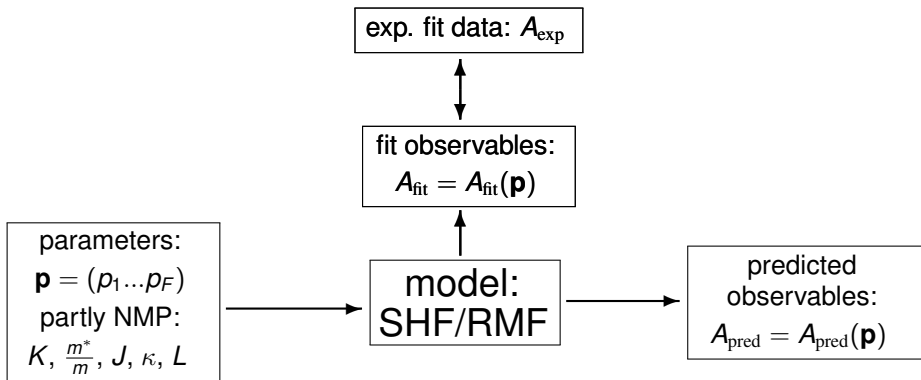 exp. fit data: A_exp
fit observables:
A_fit = A_fit(p)
parameters:
p = (p₁...p_F)
partly NMP:
K, m*/m, J, κ, L
model:
SHF/RMF
predicted
observables:
A_pred = A_pred(p)